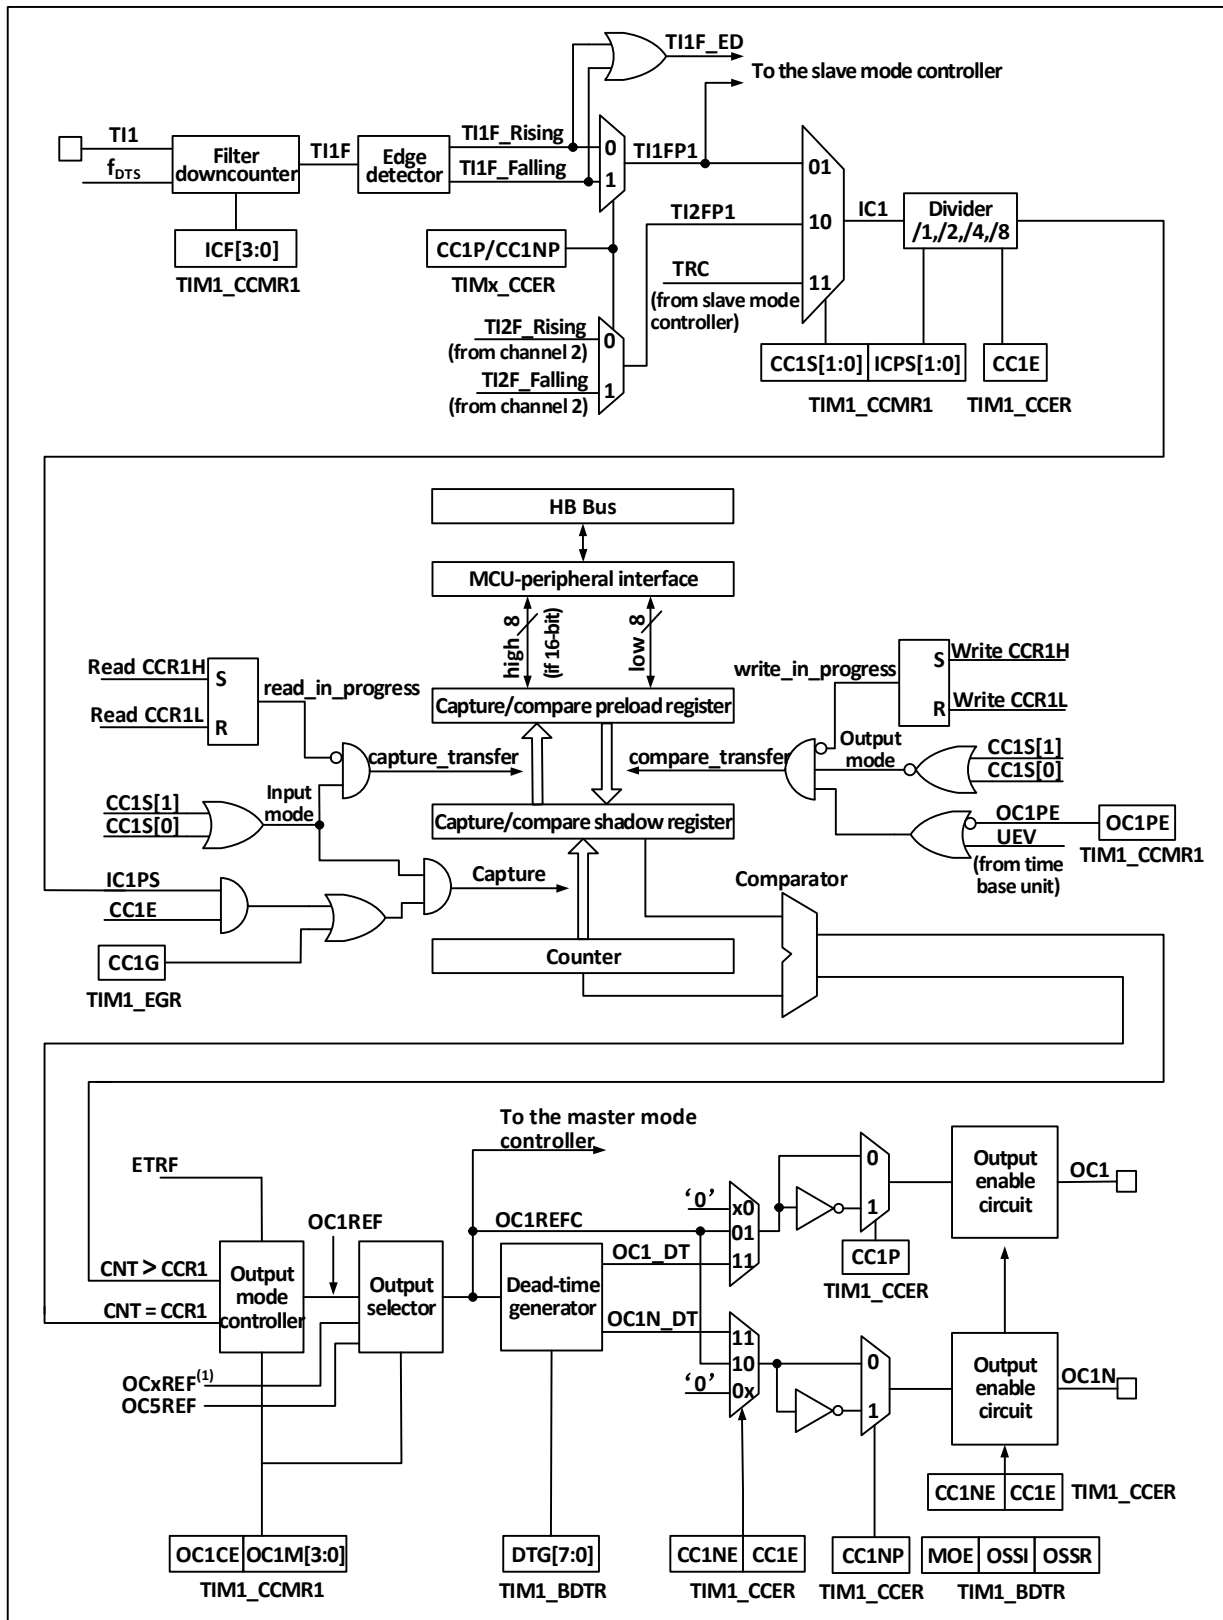 TI1F_ED
To the slave mode controller
TI1
fDTS
Filter
downcounter
TI1F
Edge
detector
TI1F_Rising
TI1F_Falling
0
1
TI1FP1
01
TI2FP1
10
IC1
Divider
/1,/2,/4,/8
ICF[3:0]
TIM1_CCMR1
CC1P/CC1NP
TIMx_CCER
TRC
11
(from slave mode
controller)
TI2F_Rising
(from channel 2)
0
TI2F_Falling
(from channel 2)
1
CC1S[1:0]
ICPS[1:0]
CC1E
TIM1_CCMR1
TIM1_CCER
HB Bus
MCU-peripheral interface
high
8
(if 16-bit)
low
8
Read CCR1H
S
read_in_progress
Read CCR1L
R
write_in_progress
S
Write CCR1H
R
Write CCR1L
Capture/compare preload register
capture_transfer
compare_transfer
Output
mode
CC1S[1]
CC1S[0]
Input
mode
CC1S[1]
CC1S[0]
Capture/compare shadow register
OC1PE
OC1PE
UEV
TIM1_CCMR1
(from time
base unit)
IC1PS
Capture
Comparator
CC1E
Counter
CC1G
TIM1_EGR
To the master mode
controller
ETRF
OC1REF
OC1REFC
‘0’
x0
01
11
0
1
Output
enable
circuit
OC1
CNT > CCR1
CNT = CCR1
Output
mode
controller
Output
selector
Dead-time
generator
OC1_DT
CC1P
TIM1_CCER
OC1N_DT
11
10
‘0’
0x
0
1
Output
enable
circuit
OC1N
OCxREF(1)
OC5REF
CC1NE
CC1E
TIM1_CCER
OC1CE
OC1M[3:0]
TIM1_CCMR1
DTG[7:0]
TIM1_BDTR
CC1NE
CC1E
TIM1_CCER
CC1NP
TIM1_CCER
MOE
OSSI
OSSR
TIM1_BDTR